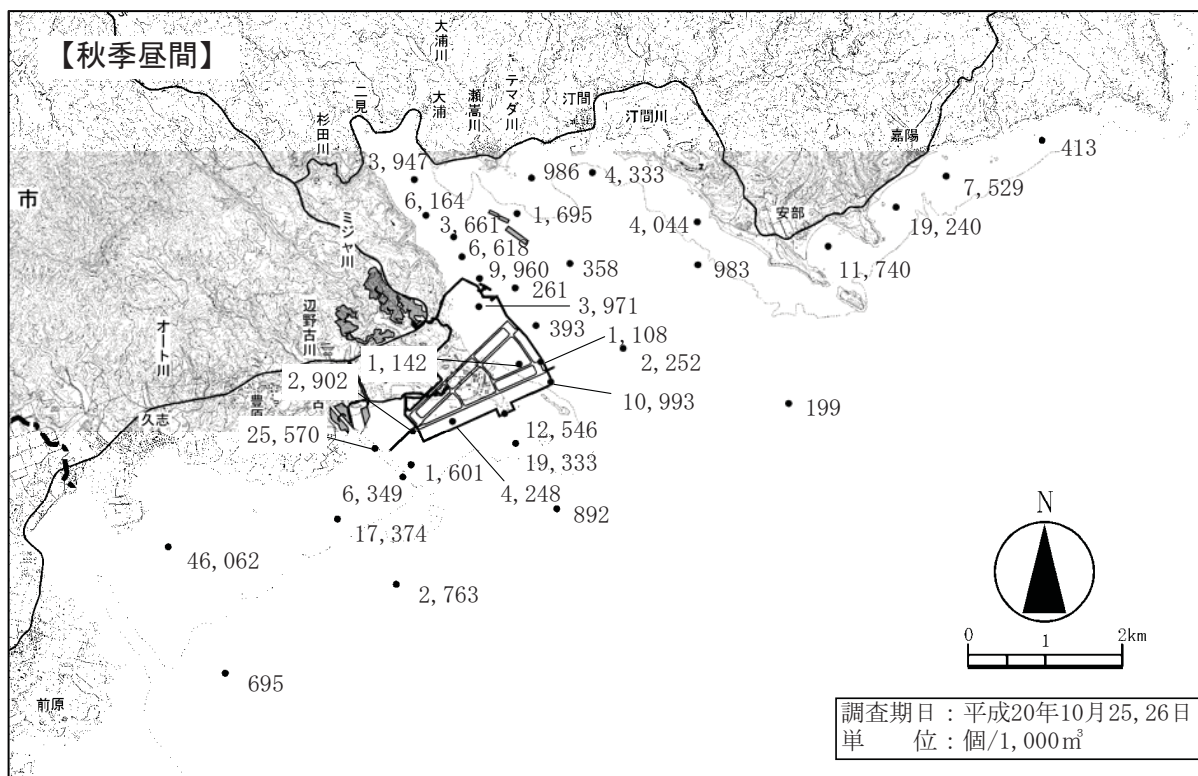 【秋季昼間】
大浦川
テマダ川
瀬嵩川
汀間
汀間川
大浦
二見
杉田川
嘉陽
安部
市
ミジャ川
辺野古川
オート川
豊原
久志
前原
413
7,529
19,240
11,740
4,333
986
3,947
6,164
1,695
4,044
3,661
6,618
358
983
9,960
261
3,971
393
1,108
1,142
2,252
2,902
10,993
199
12,546
25,570
19,333
1,601
6,349
4,248
892
17,374
46,062
2,763
695
N
0 1 2km
調査期日：平成20年10月25,26日
単　　位：個/1,000㎥